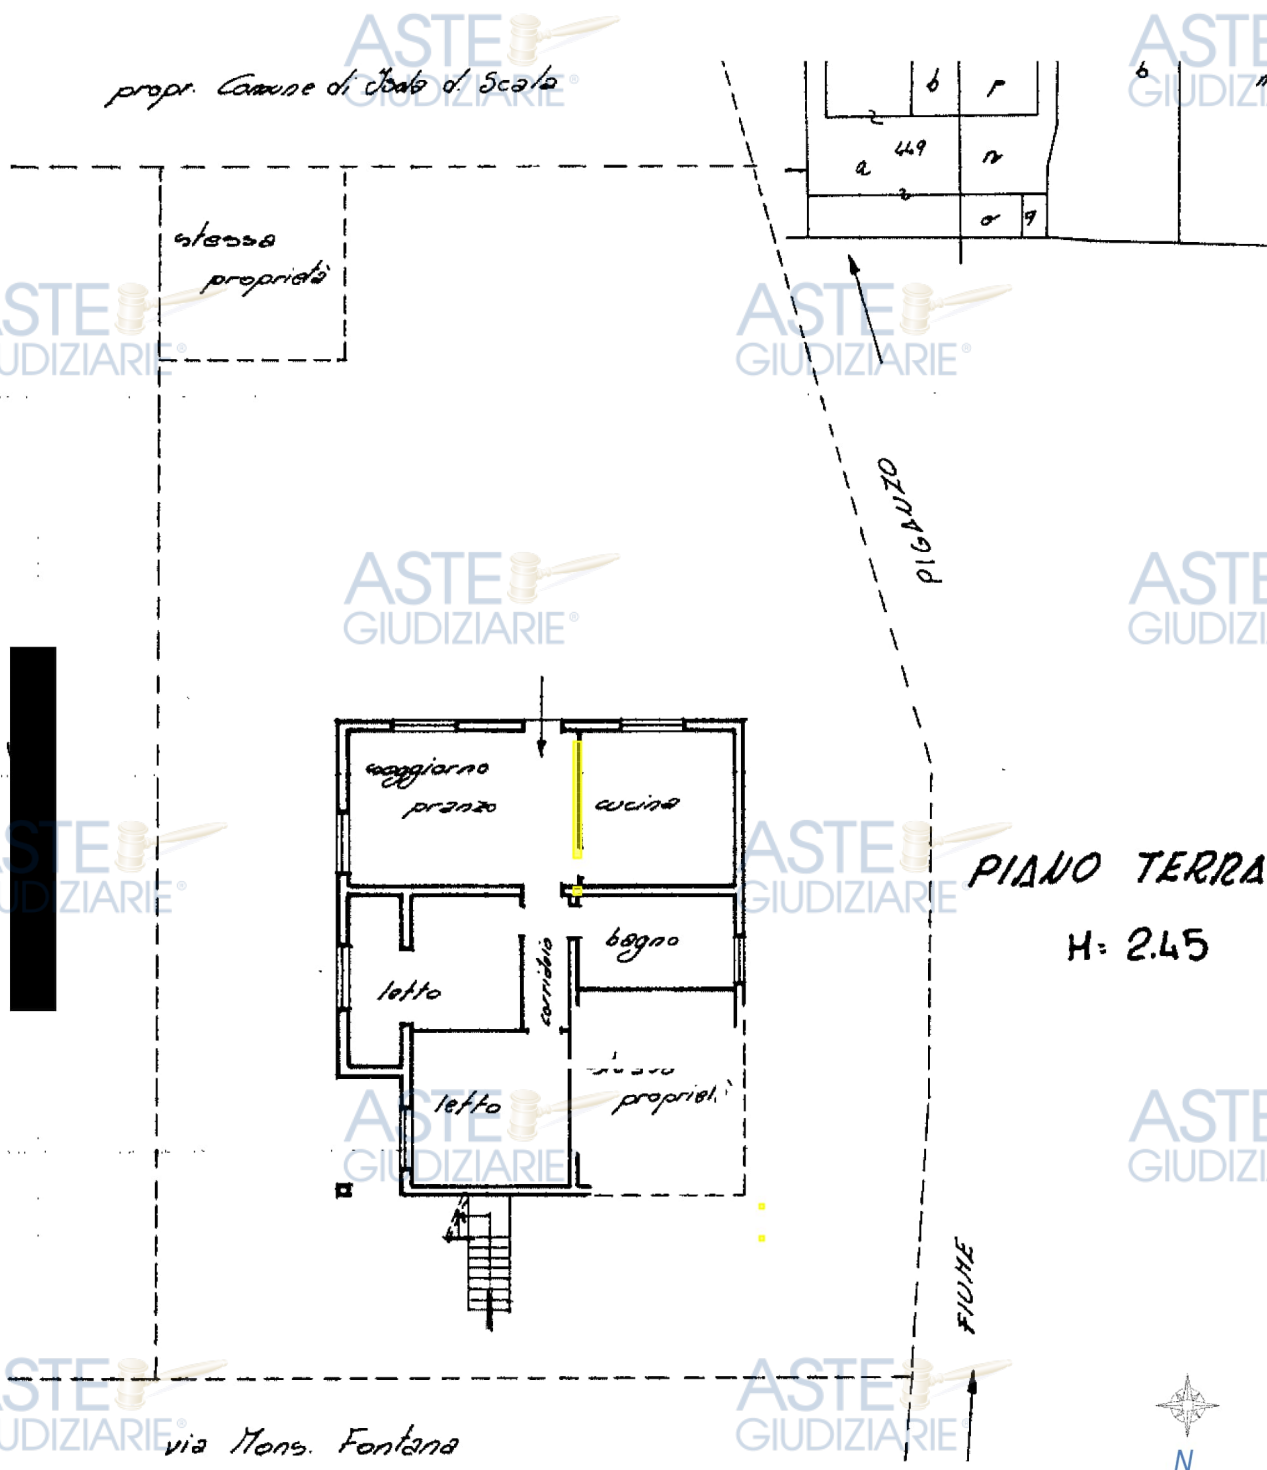 propr. Comune di Isola d. Scala
b
r
b
a
449
n
o
q
stessa
proprietà
PIGANZO
soggiorno
pranzo
cucina
PIANO TERRA
H= 2.45
bagno
corridoio
letto
letto
propriet.
FIUME
via Mons. Fontana
N
ASTE
GIUDIZIARIE®